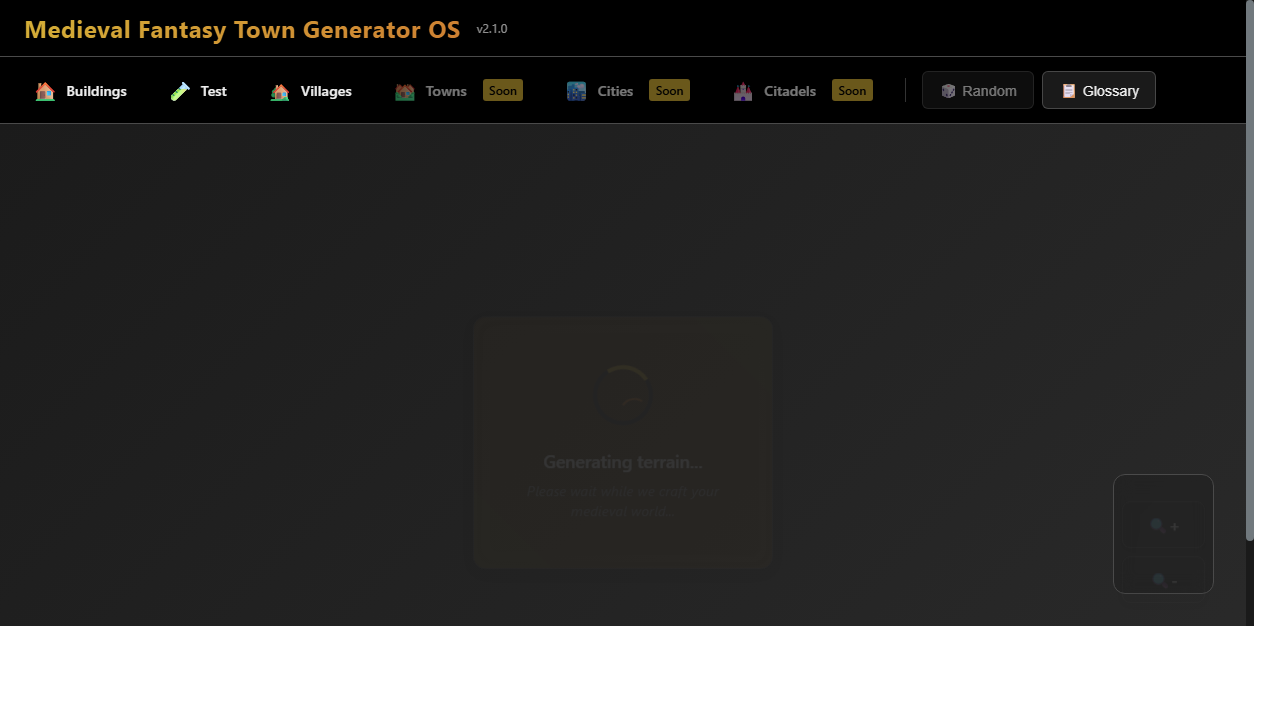 Medieval Fantasy Town Generator OS v2.1.0
Buildings Test Villages Towns Soon Cities Soon Citadels Soon Random Glossary
Generating terrain...
Please wait while we craft your
medieval world...
+
-